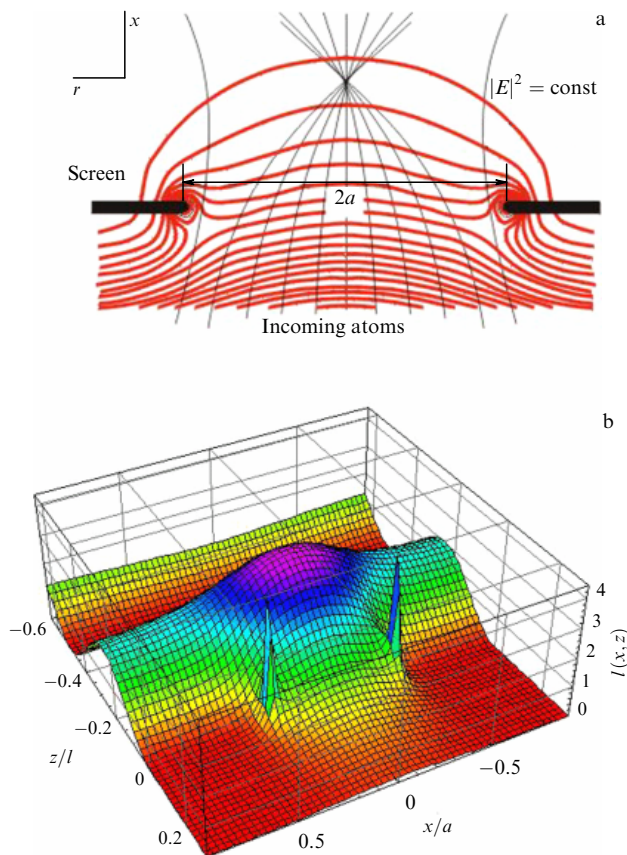 x
a
r
|E|² = const
Screen
2a
Incoming atoms
b
4
3
2
1
0
I(x, z)
−0.6
−0.4
−0.2
0
0.2
z/l
−0.5
0
0.5
x/a